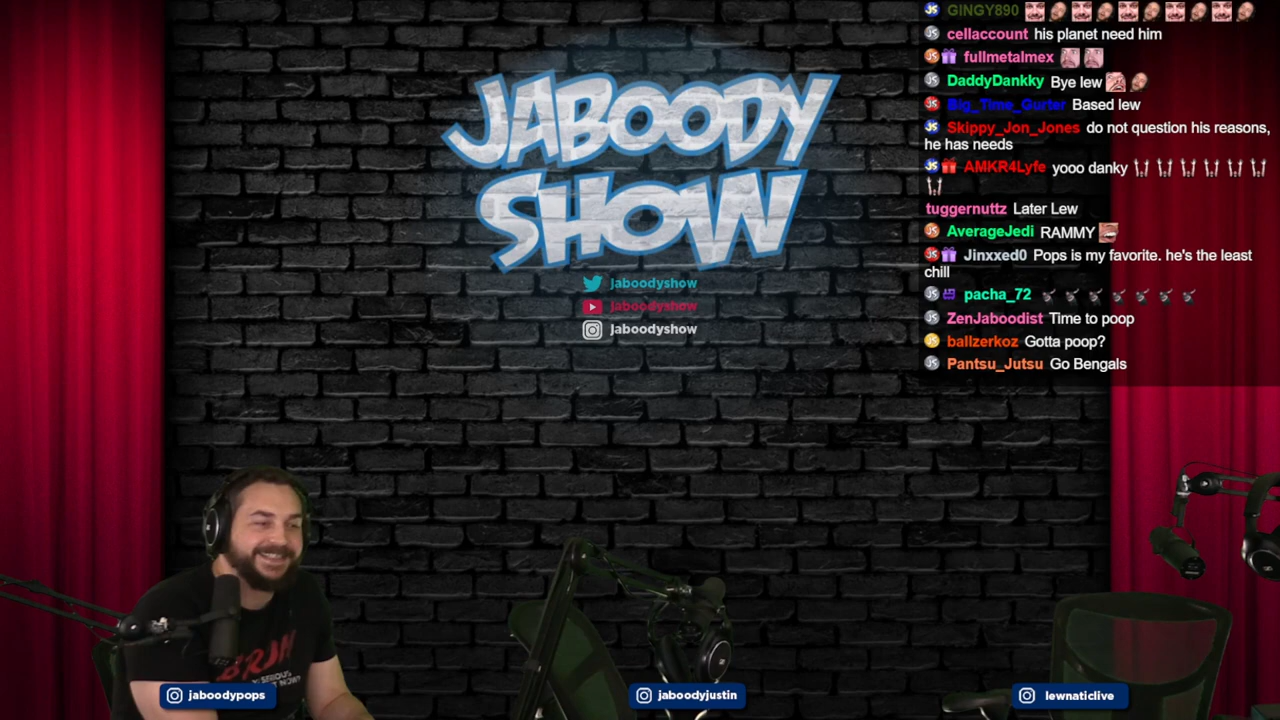 JABOODY
SHOW
jaboodyshow
jaboodyshow
jaboodyshow
GINGY890
cellaccount his planet need him
fullmetalmex
DaddyDankky Bye lew
Big_Time_Gurter Based lew
Skippy_Jon_Jones do not question his reasons,
he has needs
AMKR4Lyfe yooo danky
tuggernuttz Later Lew
AverageJedi RAMMY
Jinxxed0 Pops is my favorite. he's the least
chill
pacha_72
ZenJaboodist Time to poop
ballzerkoz Gotta poop?
Pantsu_Jutsu Go Bengals
jaboodypops
jaboodyjustin
lewnaticlive